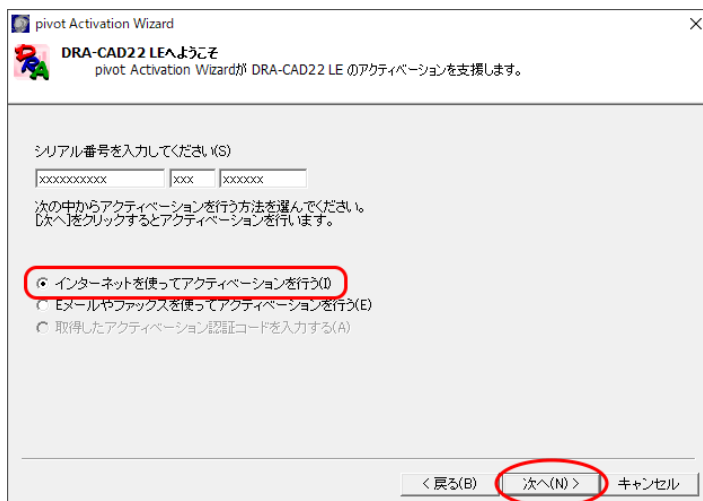 pivot Activation Wizard
DRA
DRA-CAD22 LEへようこそ
pivot Activation Wizardが DRA-CAD22 LE のアクティベーションを支援します。
シリアル番号を入力してください(S)
xxxxxxxxxx xxx xxxxxx
次の中からアクティベーションを行う方法を選んでください。
[次へ]をクリックするとアクティベーションを行います。
インターネットを使ってアクティベーションを行う(I)
Eメールやファックスを使ってアクティベーションを行う(E)
取得したアクティベーション認証コードを入力する(A)
< 戻る(B) 次へ(N) > キャンセル